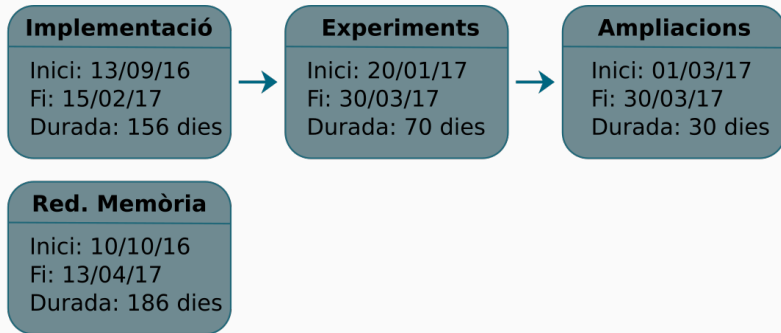 Implementació
Inici: 13/09/16
Fi: 15/02/17
Durada: 156 dies
Experiments
Inici: 20/01/17
Fi: 30/03/17
Durada: 70 dies
Ampliacions
Inici: 01/03/17
Fi: 30/03/17
Durada: 30 dies
Red. Memòria
Inici: 10/10/16
Fi: 13/04/17
Durada: 186 dies